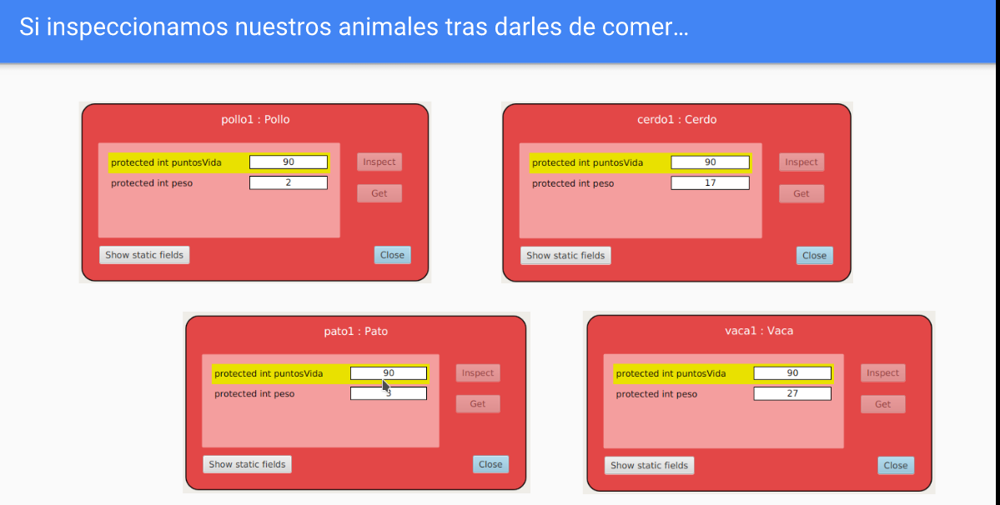 Si inspeccionamos nuestros animales tras darles de comer...
pollo1 : Pollo
protected int puntosVida 90
Inspect
protected int peso 2
Get
Show static fields
Close
cerdo1 : Cerdo
protected int puntosVida 90
Inspect
protected int peso 17
Get
Show static fields
Close
pato1 : Pato
protected int puntosVida 90
Inspect
protected int peso 3
Get
Show static fields
Close
vaca1 : Vaca
protected int puntosVida 90
Inspect
protected int peso 27
Get
Show static fields
Close